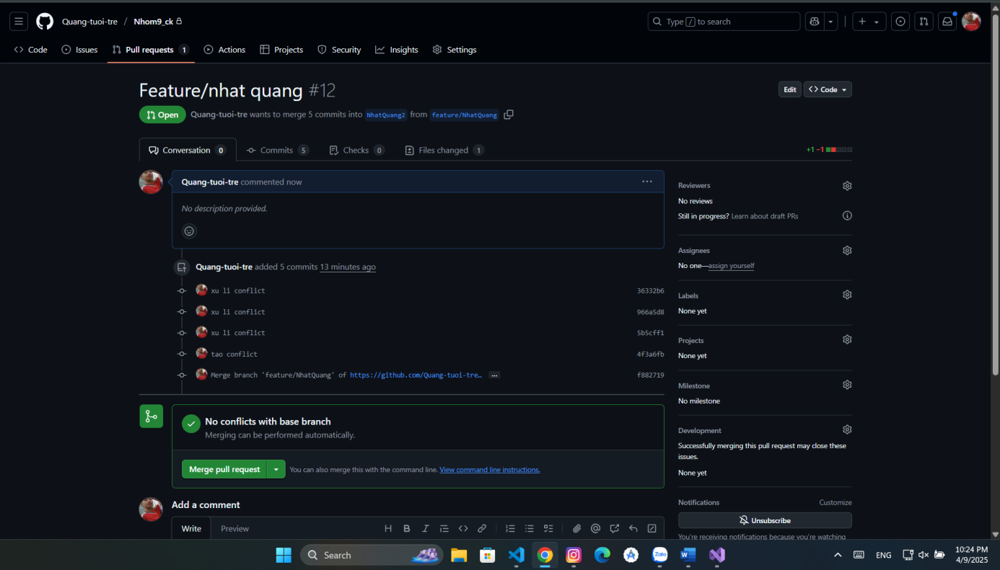 Quang-tuoi-tre / Nhom9_ck
Type / to search
Code Issues Pull requests 1 Actions Projects Security Insights Settings
Feature/nhat quang #12
Edit Code
Open Quang-tuoi-tre wants to merge 5 commits into NhatQuang2 from feature/NhatQuang
Conversation 0 Commits 5 Checks 0 Files changed 1
+1 −1
Quang-tuoi-tre commented now
No description provided.
Quang-tuoi-tre added 5 commits 13 minutes ago
xu li conflict 36332b6
xu li conflict 966a5d8
xu li conflict 5b5cff1
tao conflict 4f3a6fb
Merge branch 'feature/NhatQuang' of https://github.com/Quang-tuoi-tre… … f882719
No conflicts with base branch
Merging can be performed automatically.
Merge pull request You can also merge this with the command line. View command line instructions.
Add a comment
Write Preview
Reviewers
No reviews
Still in progress? Learn about draft PRs
Assignees
No one—assign yourself
Labels
None yet
Projects
None yet
Milestone
No milestone
Development
Successfully merging this pull request may close these
issues.
None yet
Notifications Customize
Unsubscribe
You're receiving notifications because you're watching
Search
Zalo
ENG
10:24 PM
4/9/2025